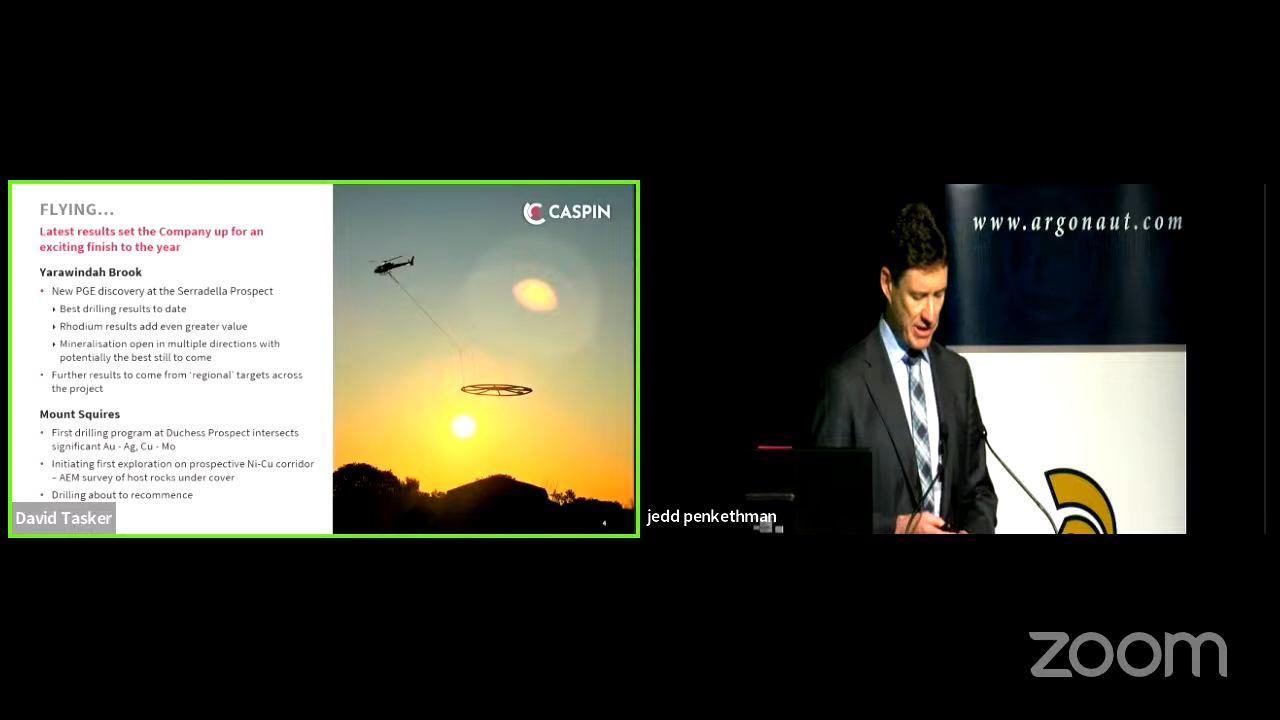 FLYING...
Latest results set the Company up for an
exciting finish to the year
Yarawindah Brook
• New PGE discovery at the Serradella Prospect
Best drilling results to date
Rhodium results add even greater value
Mineralisation open in multiple directions with
potentially the best still to come
• Further results to come from 'regional' targets across
the project
Mount Squires
• First drilling program at Duchess Prospect intersects
significant Au - Ag, Cu - Mo
• Initiating first exploration on prospective Ni-Cu corridor
– AEM survey of host rocks under cover
• Drilling about to recommence
CASPIN
4
David Tasker
www.argonaut.com
jedd penkethman
zoom